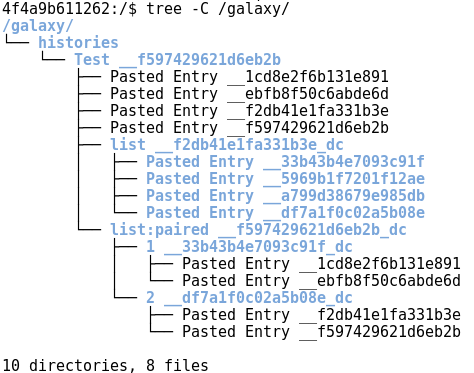 4f4a9b611262:/$ tree -C /galaxy/
/galaxy/
└── histories
    └── Test __f597429621d6eb2b
        ├── Pasted Entry __1cd8e2f6b131e891
        ├── Pasted Entry __ebfb8f50c6abde6d
        ├── Pasted Entry __f2db41e1fa331b3e
        ├── Pasted Entry __f597429621d6eb2b
        ├── list __f2db41e1fa331b3e_dc
        │   ├── Pasted Entry __33b43b4e7093c91f
        │   ├── Pasted Entry __5969b1f7201f12ae
        │   ├── Pasted Entry __a799d38679e985db
        │   └── Pasted Entry __df7a1f0c02a5b08e
        └── list:paired __f597429621d6eb2b_dc
            ├── 1 __33b43b4e7093c91f_dc
            │   ├── Pasted Entry __1cd8e2f6b131e891
            │   └── Pasted Entry __ebfb8f50c6abde6d
            └── 2 __df7a1f0c02a5b08e_dc
                ├── Pasted Entry __f2db41e1fa331b3e
                └── Pasted Entry __f597429621d6eb2b

10 directories, 8 files